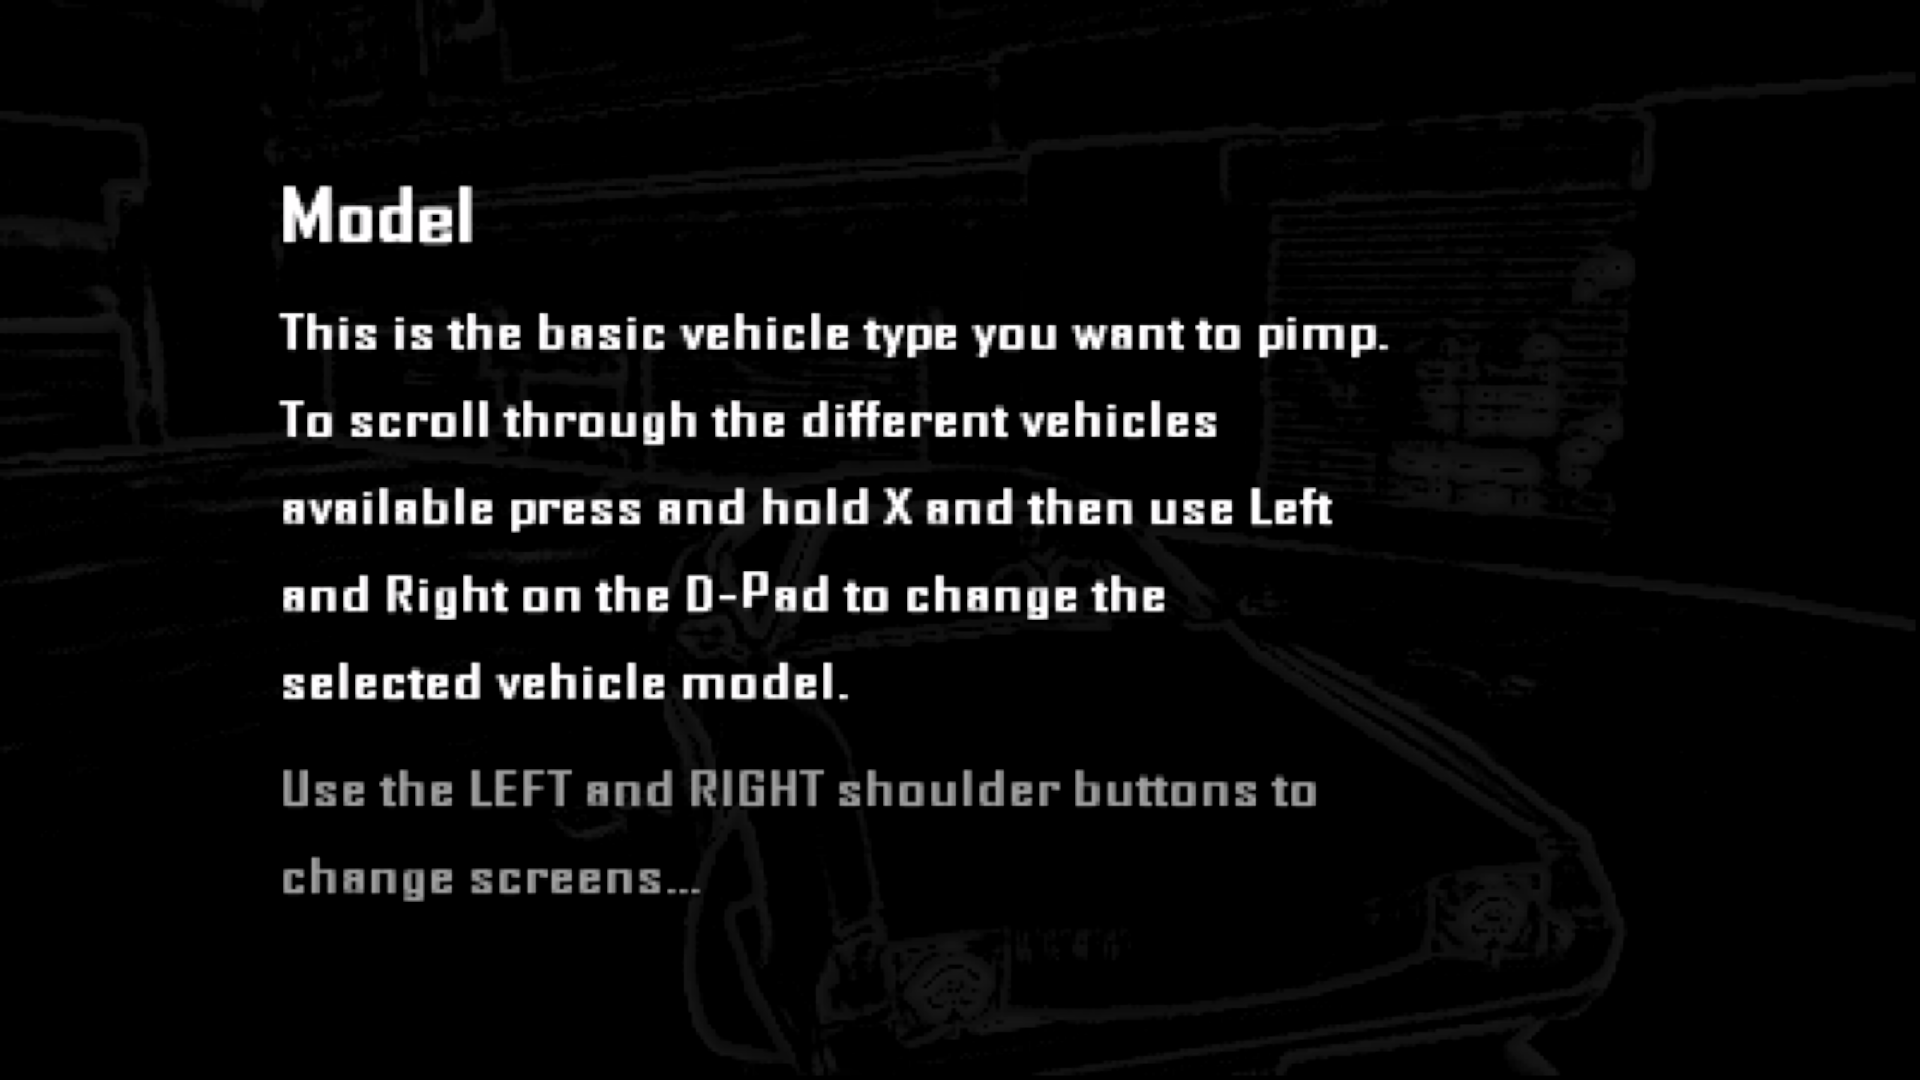 Model
This is the basic vehicle type you want to pimp.
To scroll through the different vehicles
available press and hold X and then use Left
and Right on the D-Pad to change the
selected vehicle model.
Use the LEFT and RIGHT shoulder buttons to
change screens...